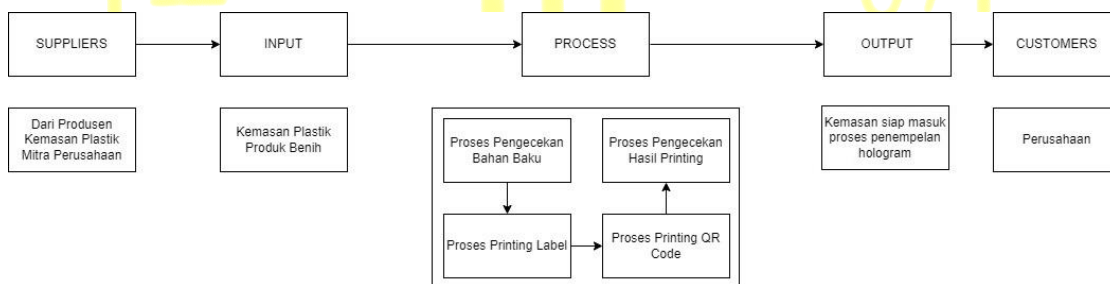 SUPPLIERS
INPUT
PROCESS
OUTPUT
CUSTOMERS
Dari Produsen
Kemasan Plastik
Mitra Perusahaan
Kemasan Plastik
Produk Benih
Proses Pengecekan
Bahan Baku
Proses Pengecekan
Hasil Printing
Proses Printing Label
Proses Printing QR
Code
Kemasan siap masuk
proses penempelan
hologram
Perusahaan